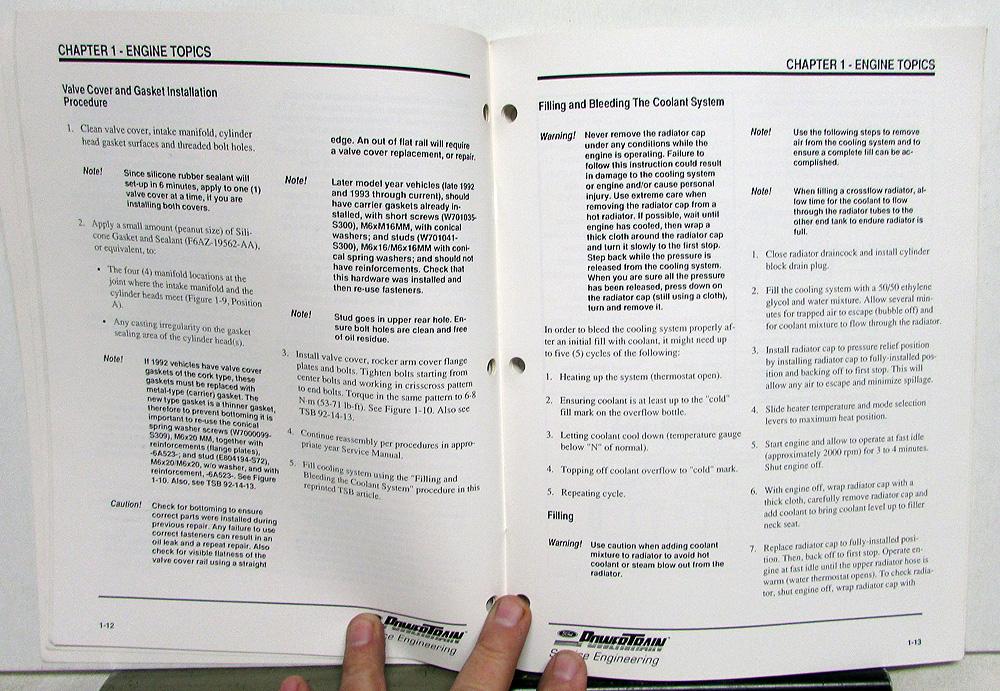 CHAPTER 1 - ENGINE TOPICS
Valve Cover and Gasket Installation
Procedure
1. Clean valve cover, intake manifold, cylinder
head gasket surfaces and threaded bolt holes.
Note! Since silicone rubber sealant will
set-up in 6 minutes, apply to one (1)
valve cover at a time, if you are
installing both covers.
2. Apply a small amount (peanut size) of Sili-
cone Gasket and Sealant (F6AZ-19562-AA),
or equivalent, to:
• The four (4) manifold locations at the
joint where the intake manifold and the
cylinder heads meet (Figure 1-9, Position
A).
• Any casting irregularity on the gasket
sealing area of the cylinder head(s).
Note! If 1992 vehicles have valve cover
gaskets of the cork type, these
gaskets must be replaced with
metal-type (carrier) gasket. The
new type gasket is a thinner gasket,
therefore to prevent bottoming it is
important to re-use the conical
spring washer screws (W7000099-
S309), M6x20 MM, together with
reinforcements (flange plates),
-6A523-; and stud (E804194-S72),
M6x20/M6x20, w/o washer, and with
reinforcement, -6A523-. See Figure
1-10. Also, see TSB 92-14-13.
Caution! Check for bottoming to ensure
correct parts were installed during
previous repair. Any failure to use
correct fasteners can result in an
oil leak and a repeat repair. Also
check for visible flatness of the
valve cover rail using a straight
edge. An out of flat rail will require
a valve cover replacement, or repair.
Note! Later model year vehicles (late 1992
and 1993 through current), should
have carrier gaskets already in-
stalled, with short screws (W701035-
S300), M6xM16MM, with conical
washers; and studs (W701041-
S300), M6x16/M6x16MM with coni-
cal spring washers; and should not
have reinforcements. Check that
this hardware was installed and
then re-use fasteners.
Note! Stud goes in upper rear hole. En-
sure bolt holes are clean and free
of oil residue.
3. Install valve cover, rocker arm cover flange
plates and bolts. Tighten bolts starting from
center bolts and working in crisscross pattern
to end bolts. Torque in the same pattern to 6-8
N·m (53-71 lb-ft). See Figure 1-10. Also see
TSB 92-14-13.
4. Continue reassembly per procedures in appro-
priate year Service Manual.
5. Fill cooling system using the "Filling and
Bleeding the Coolant System" procedure in this
reprinted TSB article.
1-12
POWERTRAIN
ce Engineering
CHAPTER 1 - ENGINE TOPICS
Filling and Bleeding The Coolant System
Warning! Never remove the radiator cap
under any conditions while the
engine is operating. Failure to
follow this instruction could result
in damage to the cooling system
or engine and/or cause personal
injury. Use extreme care when
removing the radiator cap from a
hot radiator. If possible, wait until
engine has cooled, then wrap a
thick cloth around the radiator cap
and turn it slowly to the first stop.
Step back while the pressure is
released from the cooling system.
When you are sure all the pressure
has been released, press down on
the radiator cap (still using a cloth),
turn and remove it.
In order to bleed the cooling system properly af-
ter an initial fill with coolant, it might need up
to five (5) cycles of the following:
1. Heating up the system (thermostat open).
2. Ensuring coolant is at least up to the "cold"
fill mark on the overflow bottle.
3. Letting coolant cool down (temperature gauge
below "N" of normal).
4. Topping off coolant overflow to "cold" mark.
5. Repeating cycle.
Filling
Warning! Use caution when adding coolant
mixture to radiator to avoid hot
coolant or steam blow out from the
radiator.
Note! Use the following steps to remove
air from the cooling system and to
ensure a complete fill can be ac-
complished.
Note! When filling a crossflow radiator, al-
low time for the coolant to flow
through the radiator tubes to the
other end tank to endure radiator is
full.
1. Close radiator draincock and install cylinder
block drain plug.
2. Fill the cooling system with a 50/50 ethylene
glycol and water mixture. Allow several min-
utes for trapped air to escape (bubble off) and
for coolant mixture to flow through the radiator.
3. Install radiator cap to pressure relief position
by installing radiator cap to fully-installed pos-
ition and backing off to first stop. This will
allow any air to escape and minimize spillage.
4. Slide heater temperature and mode selection
levers to maximum heat position.
5. Start engine and allow to operate at fast idle
(approximately 2000 rpm) for 3 to 4 minutes.
Shut engine off.
6. With engine off, wrap radiator cap with a
thick cloth, carefully remove radiator cap and
add coolant to bring coolant level up to filler
neck seat.
7. Replace radiator cap to fully-installed posi-
tion. Then, back off to first stop. Operate en-
gine at fast idle until the upper radiator hose is
warm (water thermostat opens). To check radia-
tor, shut engine off, wrap radiator cap with
Ford POWERTRAIN
Engineering
1-13